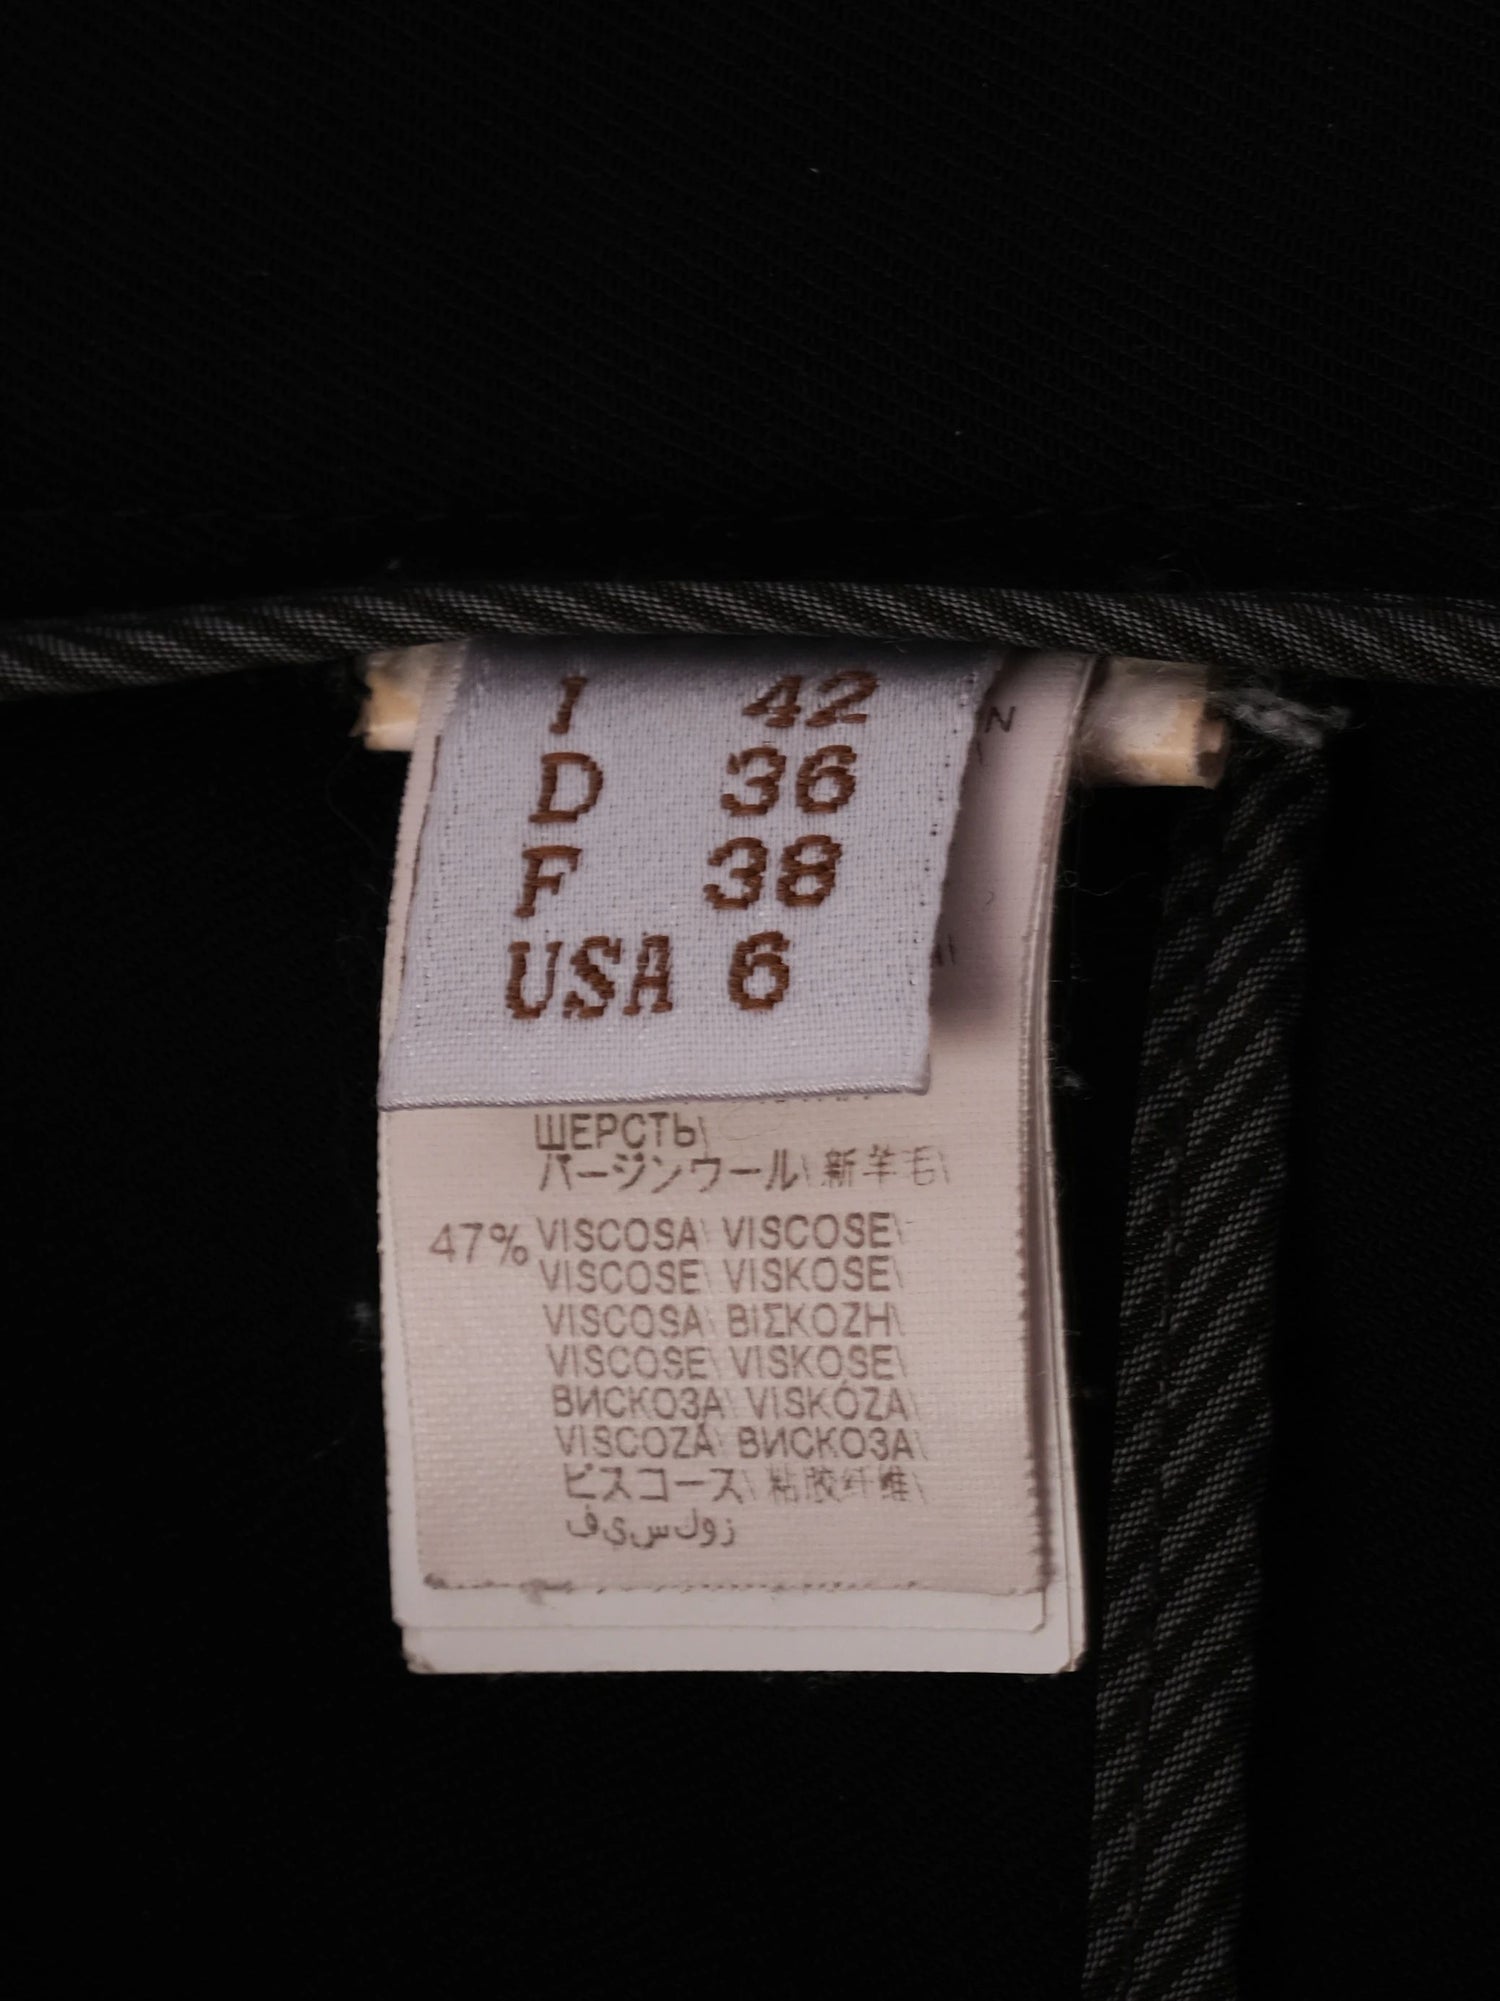 I 42
D 36
F 38
USA 6
ШЕРСТЬ\
バージンウール\ 新羊毛\
47% VISCOSA\ VISCOSE\
VISCOSE\ VISKOSE\
VISCOSA\ ΒΙΣΚΟΖΗ\
VISCOSE\ VISKOSE\
ВИСКОЗА\ VISKÓZA\
VISCOZĂ\ ВИСКОЗА\
ビスコース\ 粘胶纤维\
فيسكوز